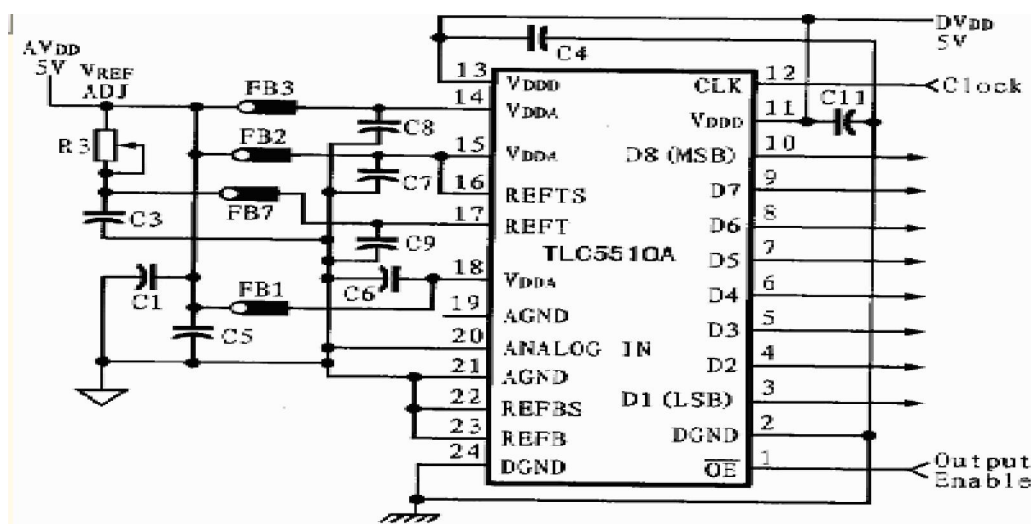 AVDD
5V
VREF
ADJ
R3
C3
C1
C5
FB3
FB2
FB7
FB1
C8
C7
C9
C6
C4
DVDD
5V
13 VDDD
14 VDDA
15 VDDA
16 REFTS
17 REFT
18 VDDA
19 AGND
20 ANALOG IN
21 AGND
22 REFBS
23 REFB
24 DGND
TLC5510A
CLK 12
Clock
VDDD 11
C11
D8 (MSB) 10
D7 9
D6 8
D5 7
D4 6
D3 5
D2 4
D1 (LSB) 3
DGND 2
OE 1
Output
Enable